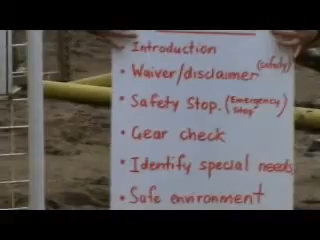 • Introduction
• Waiver/disclaimer (safety)
• Safety Stop. (Emergency Stop)
• Gear check
• Identify special needs
• Safe environment